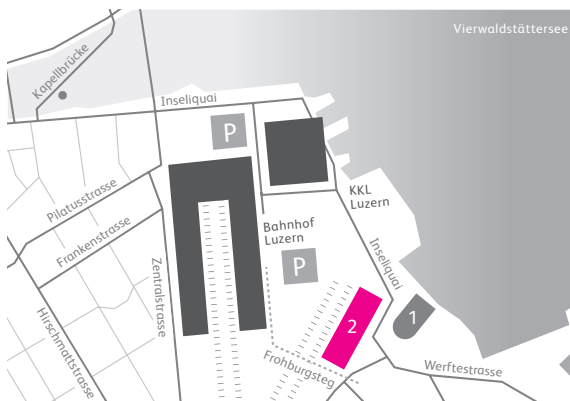 Vierwaldstättersee
Kapellbrücke
Inseliquai
P
Pilatusstrasse
KKL
Luzern
Frankenstrasse
Bahnhof
Luzern
Inseliquai
P
Zentralstrasse
Hirschmattstrasse
1
2
Frohburgsteg
Werftestrasse